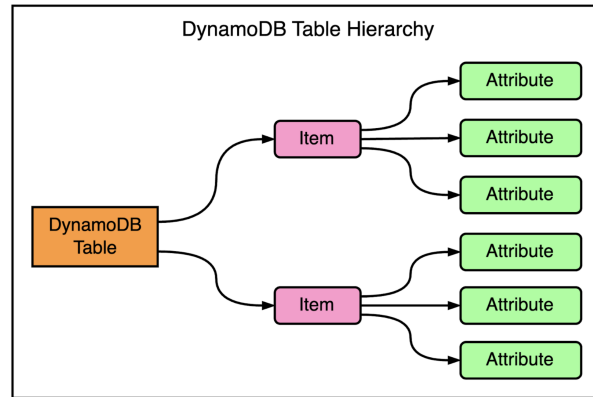 DynamoDB Table Hierarchy
Attribute
Item
Attribute
Attribute
DynamoDB
Table
Attribute
Item
Attribute
Attribute